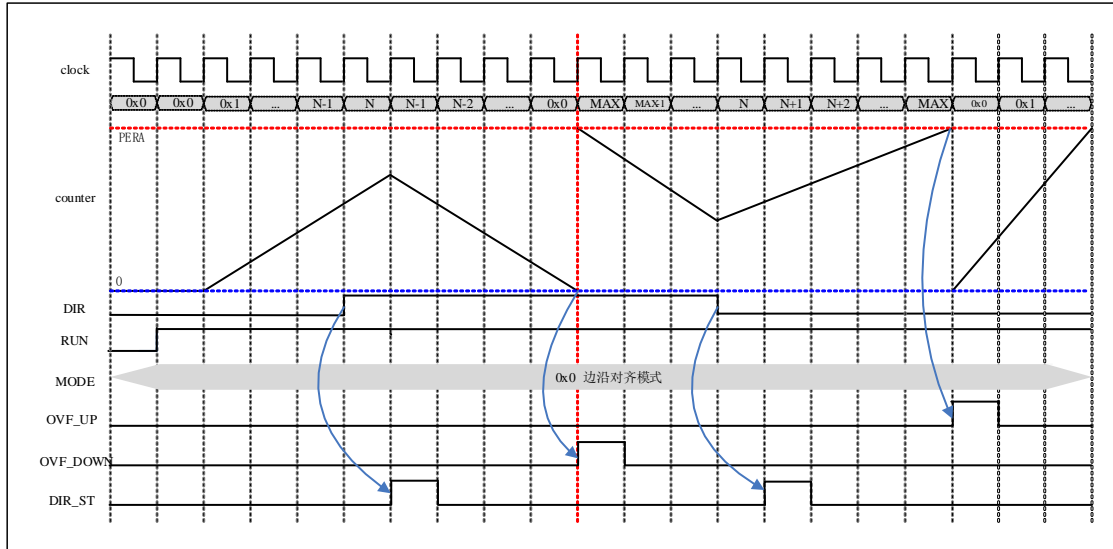 clock
0x0 0x0 0x1 ... N-1 N N-1 N-2 ... 0x0 MAX MAX-1 ... N N+1 N+2 ... MAX 0x0 0x1 ...
PERA
counter
0
DIR
RUN
MODE 0x0 边沿对齐模式
OVF_UP
OVF_DOWN
DIR_ST